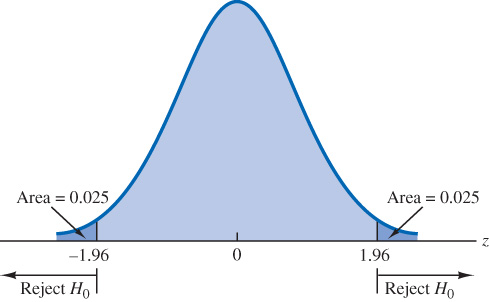 Area = 0.025
Area = 0.025
z
–1.96
0
1.96
Reject H₀
Reject H₀